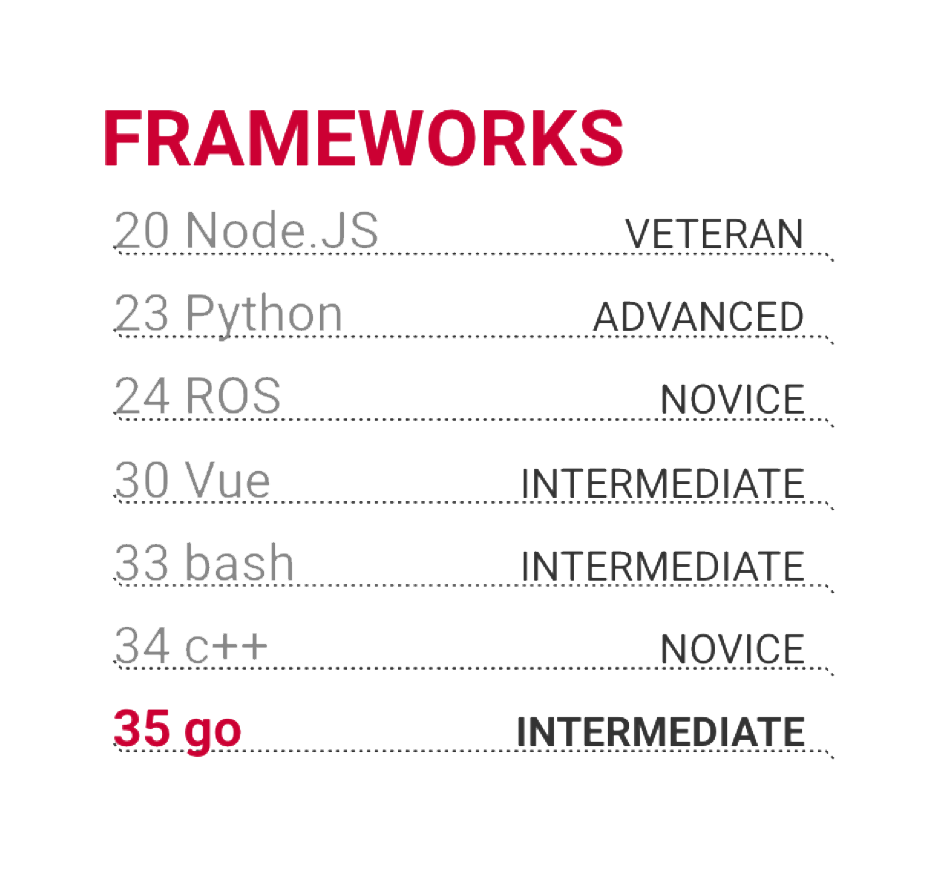 FRAMEWORKS
20 Node.JS VETERAN
23 Python ADVANCED
24 ROS NOVICE
30 Vue INTERMEDIATE
33 bash INTERMEDIATE
34 c++ NOVICE
35 go INTERMEDIATE